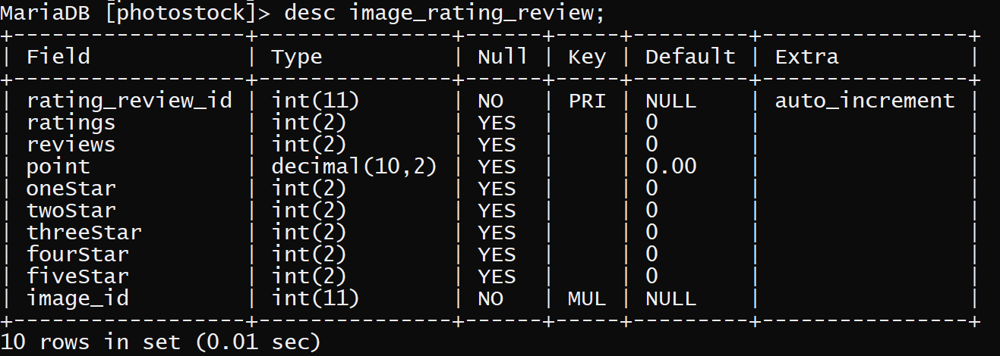 MariaDB [photostock]> desc image_rating_review;
+------------------+---------------+------+-----+---------+----------------+
| Field            | Type          | Null | Key | Default | Extra          |
+------------------+---------------+------+-----+---------+----------------+
| rating_review_id | int(11)       | NO   | PRI | NULL    | auto_increment |
| ratings          | int(2)        | YES  |     | 0       |                |
| reviews          | int(2)        | YES  |     | 0       |                |
| point            | decimal(10,2) | YES  |     | 0.00    |                |
| oneStar          | int(2)        | YES  |     | 0       |                |
| twoStar          | int(2)        | YES  |     | 0       |                |
| threeStar        | int(2)        | YES  |     | 0       |                |
| fourStar         | int(2)        | YES  |     | 0       |                |
| fiveStar         | int(2)        | YES  |     | 0       |                |
| image_id         | int(11)       | NO   | MUL | NULL    |                |
+------------------+---------------+------+-----+---------+----------------+
10 rows in set (0.01 sec)